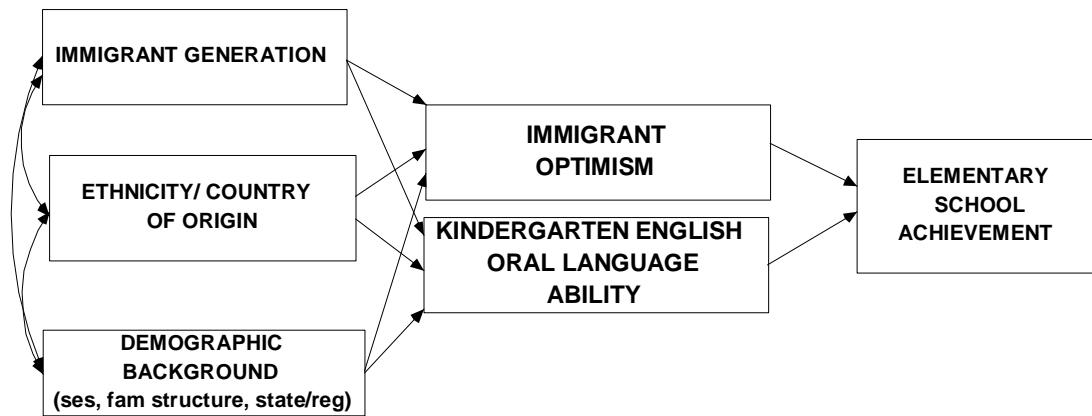 IMMIGRANT GENERATION
ETHNICITY/ COUNTRY
OF ORIGIN
DEMOGRAPHIC
BACKGROUND
(ses, fam structure, state/reg)
IMMIGRANT
OPTIMISM
KINDERGARTEN ENGLISH
ORAL LANGUAGE
ABILITY
ELEMENTARY
SCHOOL
ACHIEVEMENT